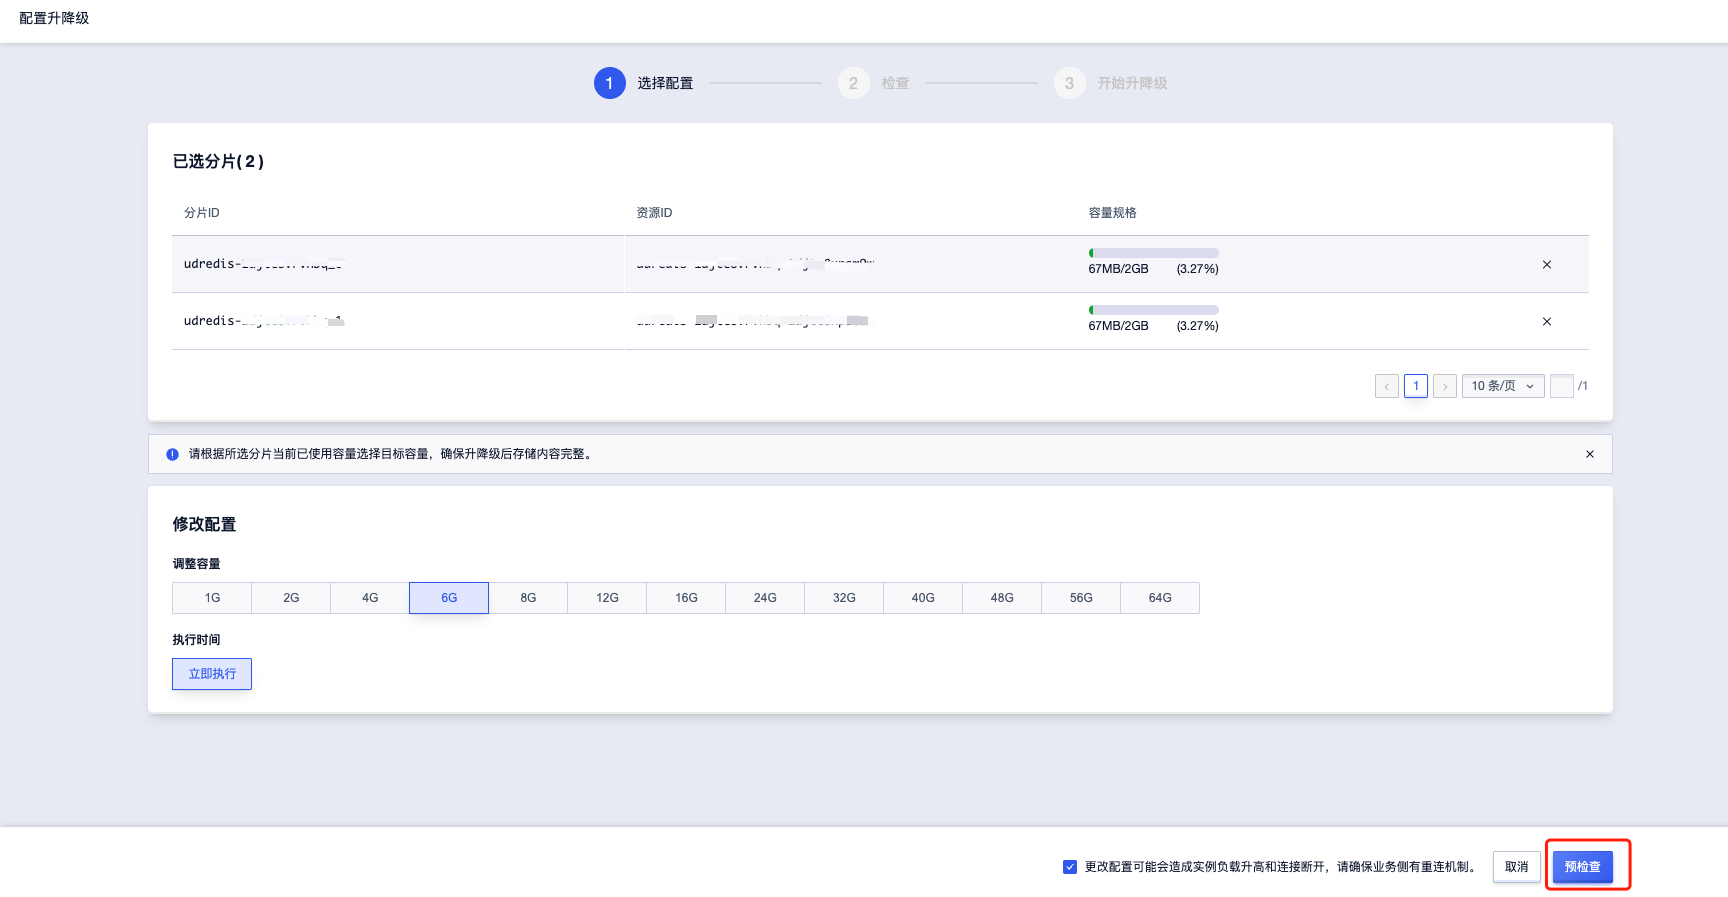 配置升降级
1 选择配置 2 检查 3 开始升降级
已选分片( 2 )
分片ID 资源ID 容量规格
udredis-
67MB/2GB (3.27%)
udredis-
67MB/2GB (3.27%)
1 10 条/页 /1
请根据所选分片当前已使用容量选择目标容量，确保升降级后存储内容完整。
修改配置
调整容量
1G 2G 4G 6G 8G 12G 16G 24G 32G 40G 48G 56G 64G
执行时间
立即执行
更改配置可能会造成实例负载升高和连接断开，请确保业务侧有重连机制。 取消 预检查